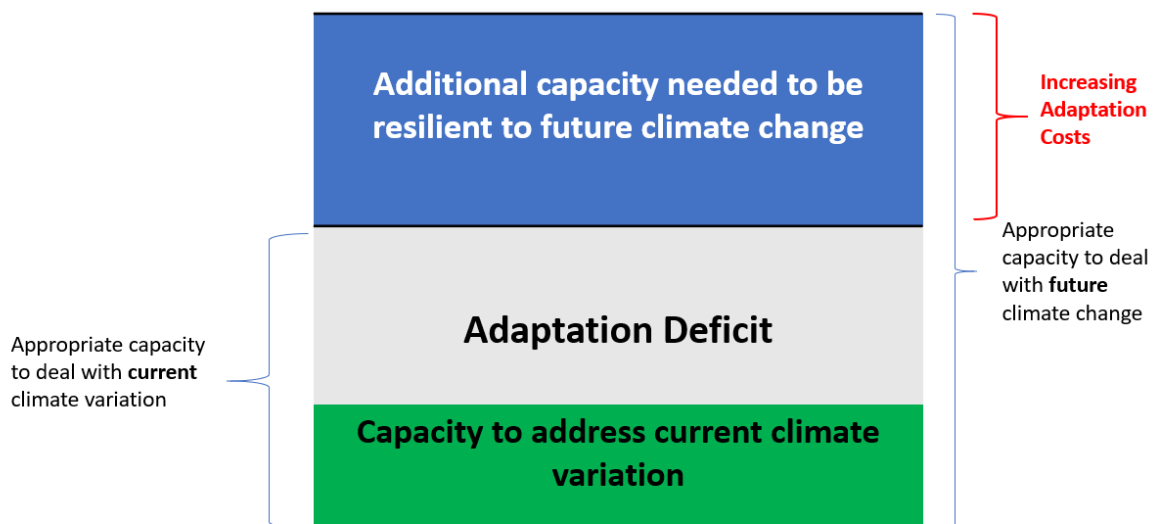 Additional capacity needed to be
resilient to future climate change
Increasing
Adaptation
Costs
Appropriate
capacity to deal
with future
climate change
Adaptation Deficit
Appropriate capacity
to deal with current
climate variation
Capacity to address current climate
variation